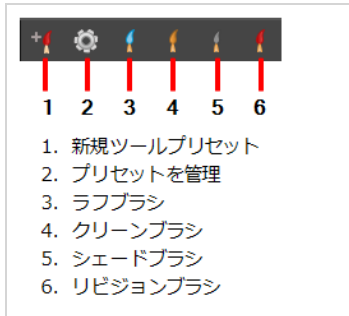 1 2 3 4 5 6
1. 新規ツールプリセット
2. プリセットを管理
3. ラフブラシ
4. クリーンブラシ
5. シェードブラシ
6. リビジョンブラシ